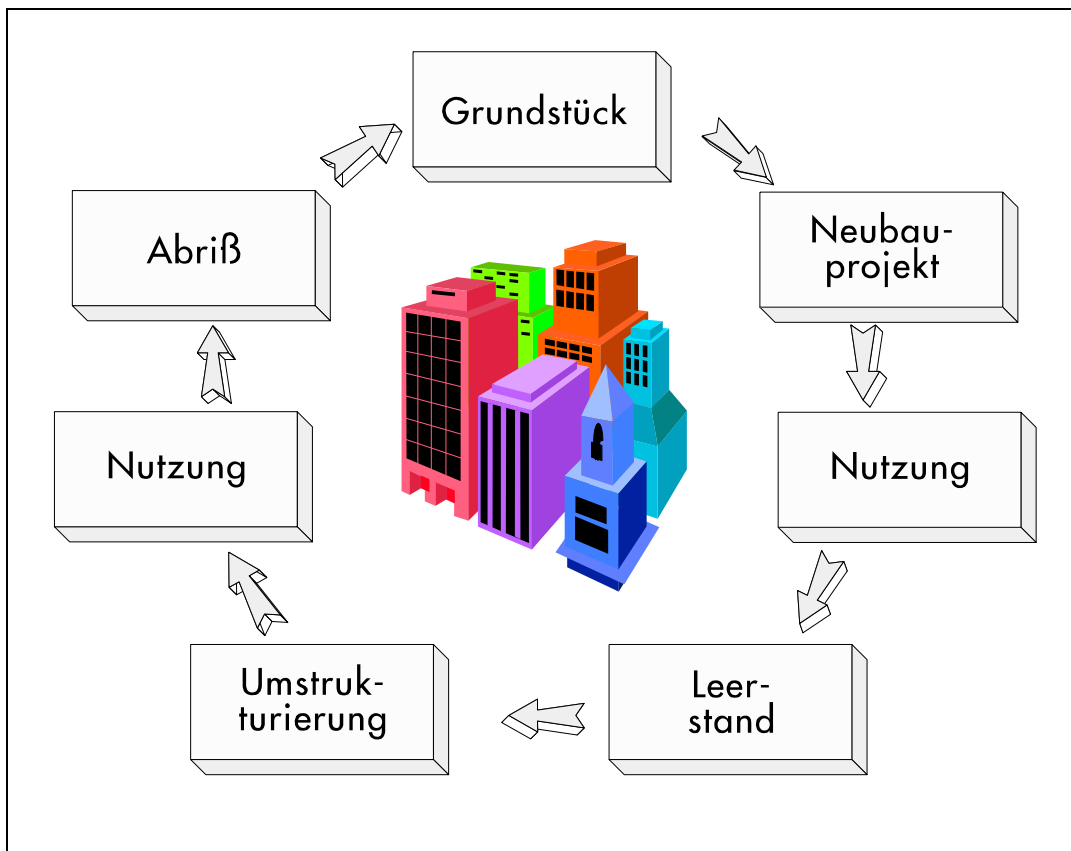 Grundstück
Neubau-
projekt
Nutzung
Leer-
stand
Umstruk-
turierung
Nutzung
Abriß